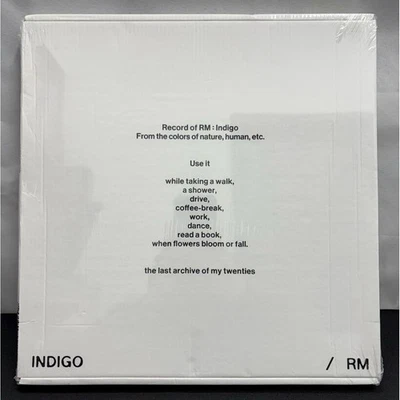 Record of RM : Indigo
From the colors of nature, human, etc.
Use it
while taking a walk,
a shower,
drive,
coffee-break,
work,
dance,
read a book,
when flowers bloom or fall.
the last archive of my twenties
INDIGO / RM